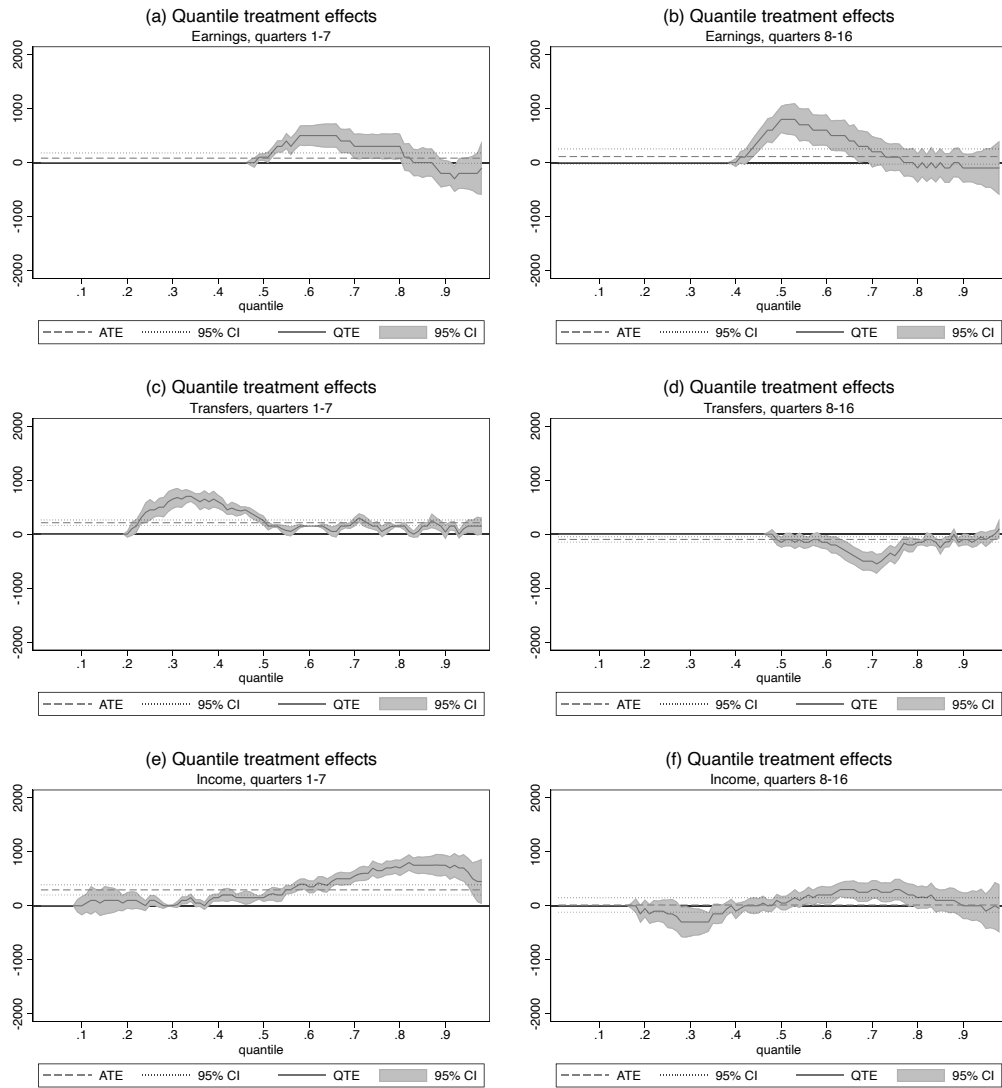 (a) Quantile treatment effects
Earnings, quarters 1-7
2000
1000
0
-1000
-2000
.1 .2 .3 .4 .5 .6 .7 .8 .9
quantile
ATE 95% CI QTE 95% CI
(b) Quantile treatment effects
Earnings, quarters 8-16
2000
1000
0
-1000
-2000
.1 .2 .3 .4 .5 .6 .7 .8 .9
quantile
ATE 95% CI QTE 95% CI
(c) Quantile treatment effects
Transfers, quarters 1-7
2000
1000
0
-1000
-2000
.1 .2 .3 .4 .5 .6 .7 .8 .9
quantile
ATE 95% CI QTE 95% CI
(d) Quantile treatment effects
Transfers, quarters 8-16
2000
1000
0
-1000
-2000
.1 .2 .3 .4 .5 .6 .7 .8 .9
quantile
ATE 95% CI QTE 95% CI
(e) Quantile treatment effects
Income, quarters 1-7
2000
1000
0
-1000
-2000
.1 .2 .3 .4 .5 .6 .7 .8 .9
quantile
ATE 95% CI QTE 95% CI
(f) Quantile treatment effects
Income, quarters 8-16
2000
1000
0
-1000
-2000
.1 .2 .3 .4 .5 .6 .7 .8 .9
quantile
ATE 95% CI QTE 95% CI